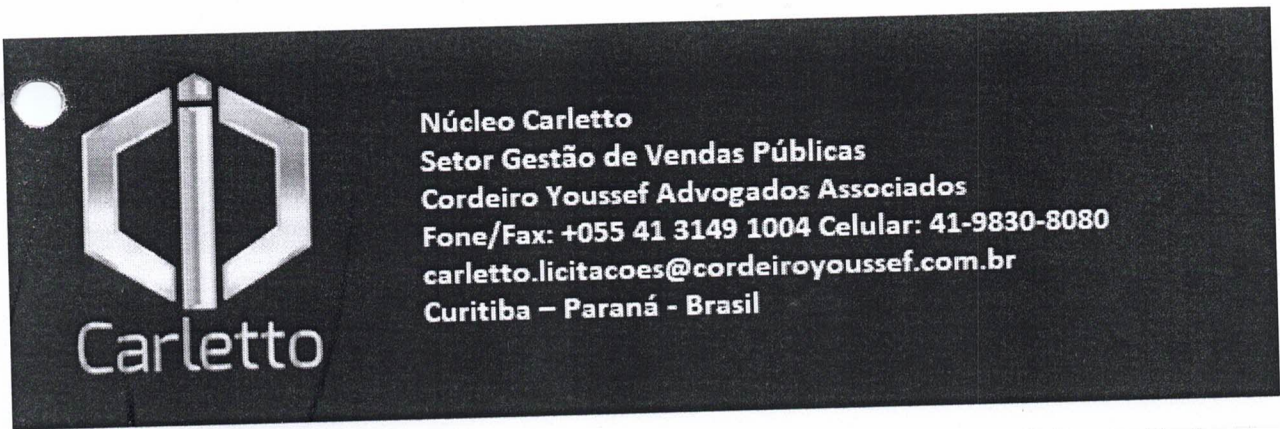 Núcleo Carletto
Setor Gestão de Vendas Públicas
Cordeiro Youssef Advogados Associados
Fone/Fax: +055 41 3149 1004 Celular: 41-9830-8080
carletto.licitacoes@cordeiroyoussef.com.br
Curitiba – Paraná - Brasil
Carletto